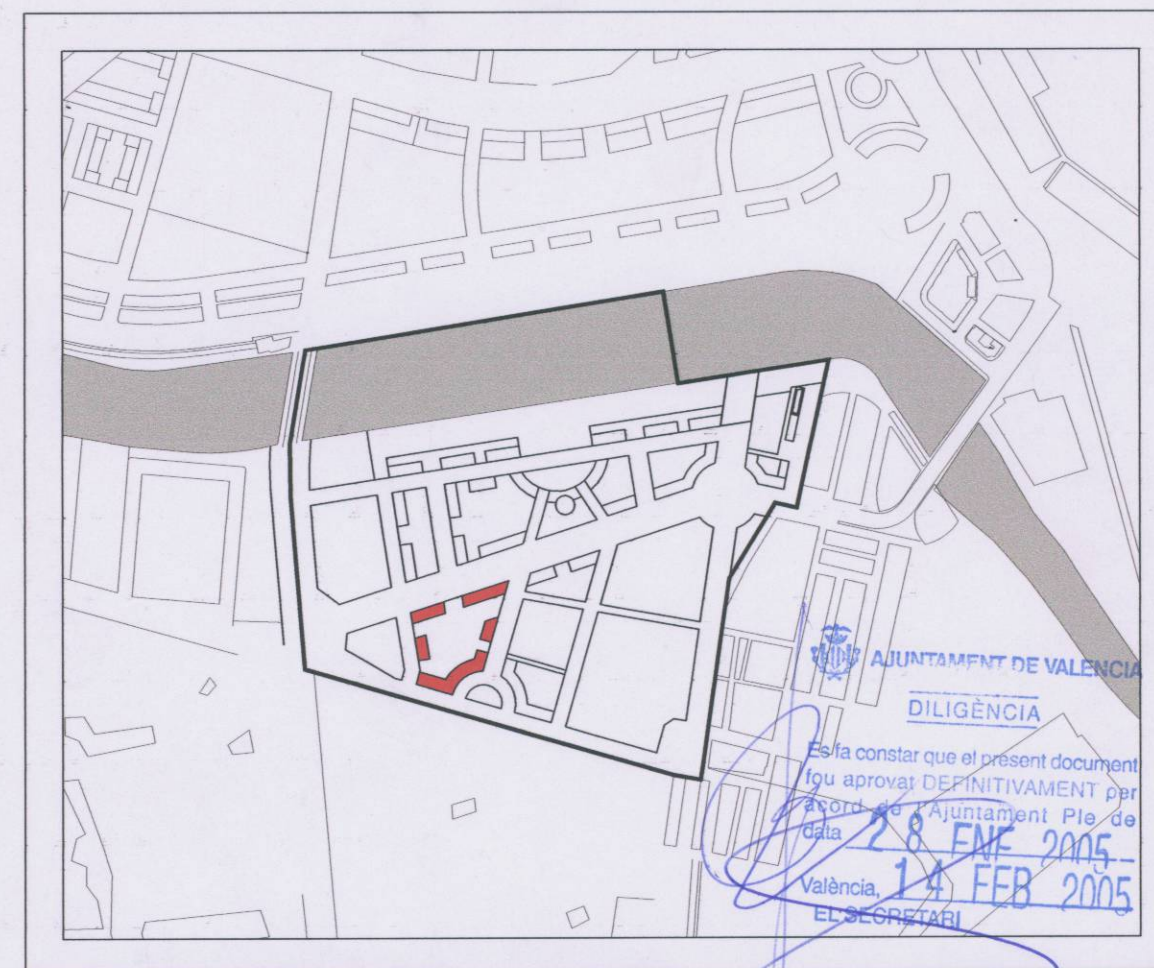 AJUNTAMENT DE VALENCIA
DILIGÈNCIA
Es fa constar que el present document
fou aprovat DEFINITIVAMENT per
acord de l'Ajuntament Ple de
data 28 ENE 2005
València, 14 FEB 2005
EL SECRETARI